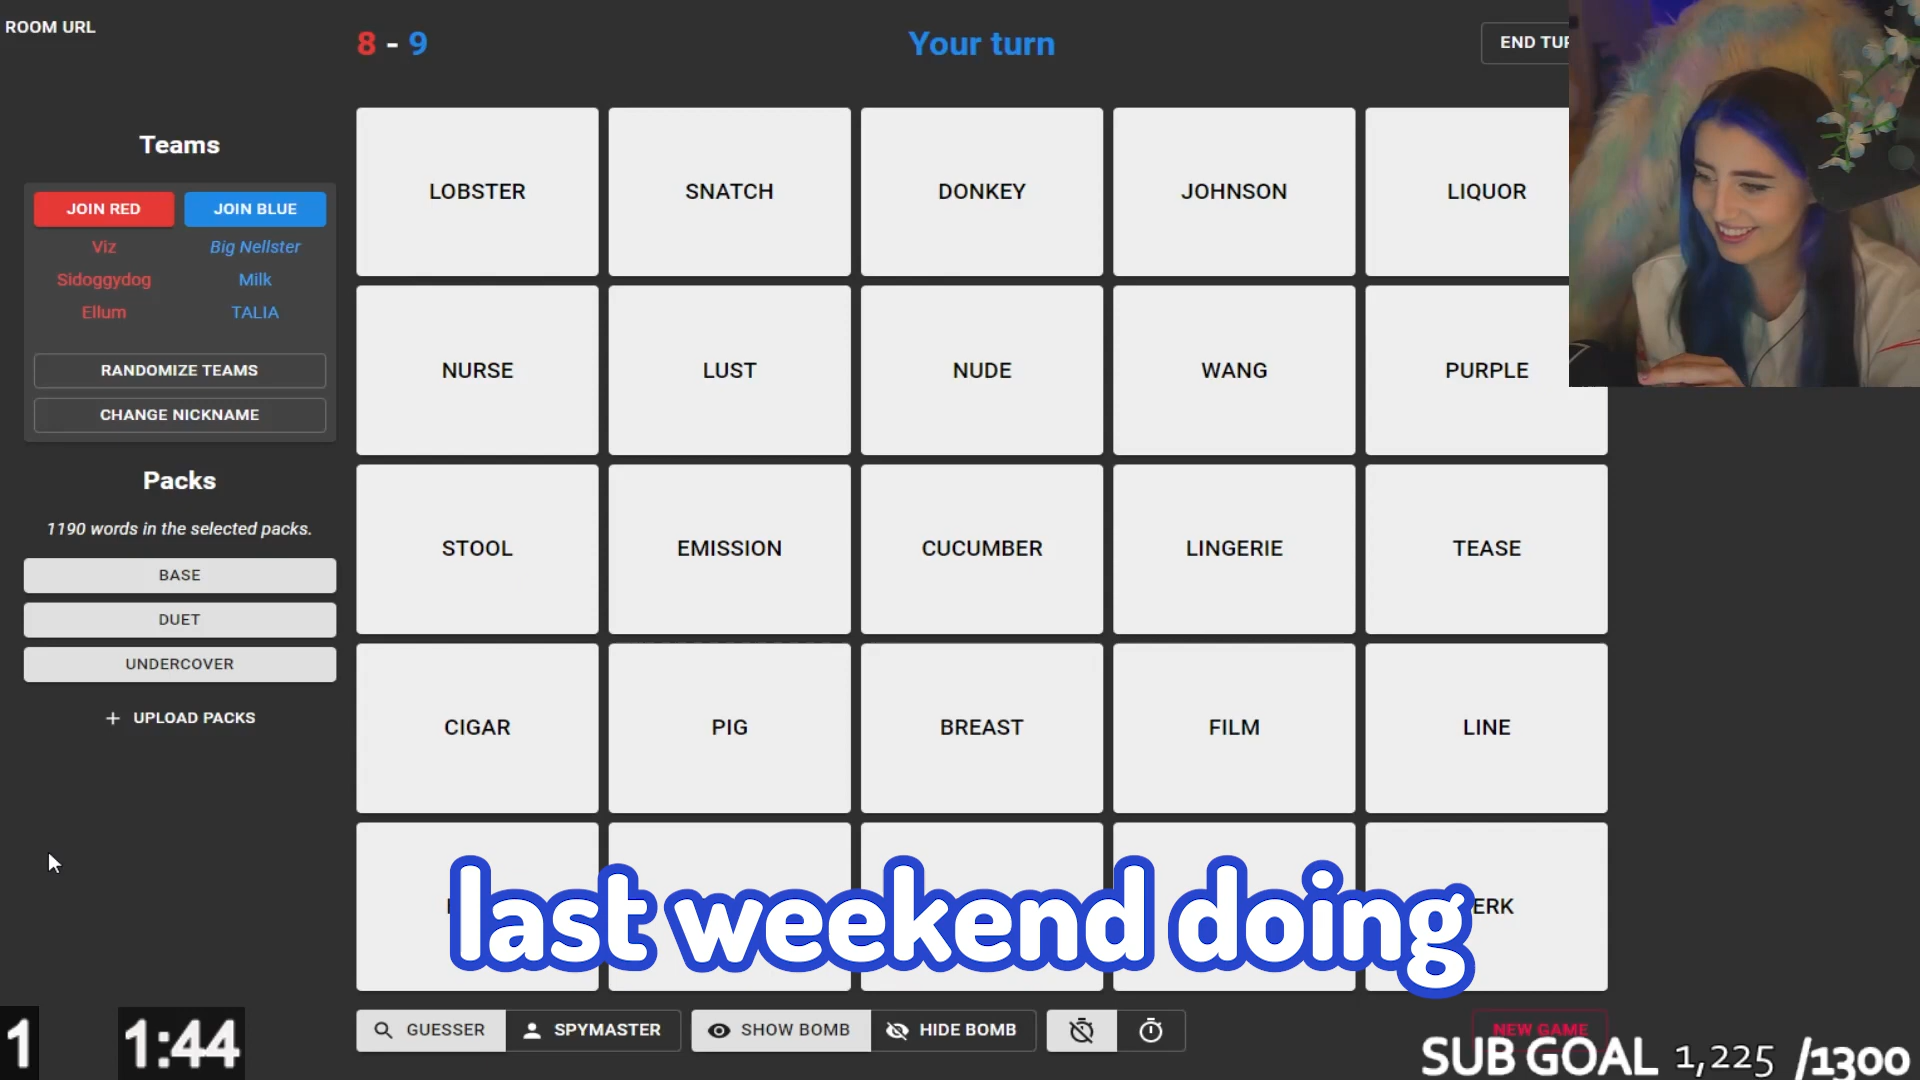 ROOM URL
8 - 9
Your turn
Teams
JOIN RED
JOIN BLUE
Viz
Big Nellster
Sidoggydog
Milk
Ellum
TALIA
RANDOMIZE TEAMS
CHANGE NICKNAME
Packs
1190 words in the selected packs.
BASE
DUET
UNDERCOVER
+ UPLOAD PACKS
LOBSTER
SNATCH
DONKEY
JOHNSON
LIQUOR
NURSE
LUST
NUDE
WANG
PURPLE
STOOL
EMISSION
CUCUMBER
LINGERIE
TEASE
CIGAR
PIG
BREAST
FILM
LINE
last weekend doing
GUESSER
SPYMASTER
SHOW BOMB
HIDE BOMB
NEW GAME
1
1:44
SUB GOAL 1,225 /1300